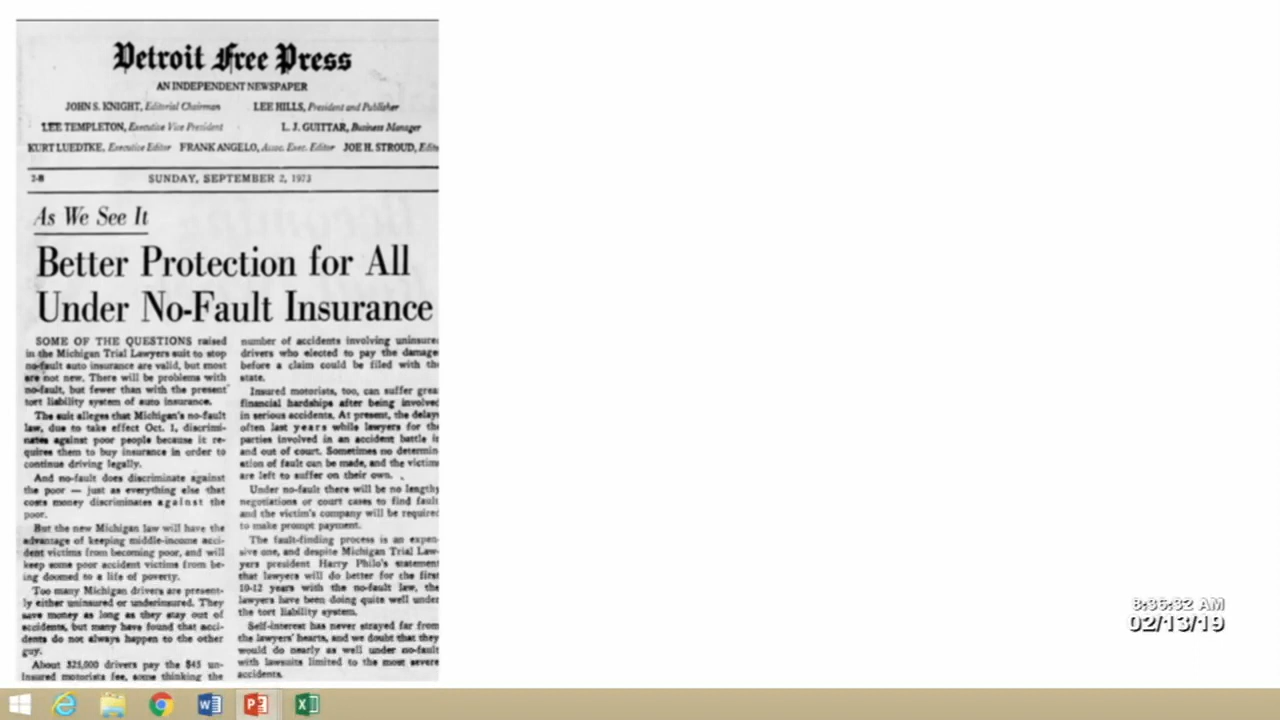 Detroit Free Press
AN INDEPENDENT NEWSPAPER
JOHN S. KNIGHT, Editorial Chairman LEE HILLS, President and Publisher
LEE TEMPLETON, Executive Vice President L. J. GUITTAR, Business Manager
KURT LUEDTKE, Executive Editor FRANK ANGELO, Assoc. Exec. Editor JOE H. STROUD,
SUNDAY, SEPTEMBER 2, 1973
As We See It
Better Protection for All
Under No-Fault Insurance
SOME OF THE QUESTIONS raised
in the Michigan Trial Lawyers suit to stop
no-fault auto insurance are valid, but most
are not new. There will be problems with
no-fault, but fewer than with the present
tort liability system of auto insurance.
The suit alleges that Michigan's no-fault
law, due to take effect Oct. 1, discrimi-
nates against poor people because it re-
quires them to buy insurance in order to
continue driving legally.
And no-fault does discriminate against
the poor — just as everything else that
costs money discriminates against the
poor.
But the new Michigan law will have the
advantage of keeping middle-income acci-
dent victims from becoming poor, and will
keep some poor accident victims from be-
ing doomed to a life of poverty.
Too many Michigan drivers are present-
ly either uninsured or underinsured. They
save money as long as they stay out of
accidents, but many have found that acci-
dents do not always happen to the other
guy.
About 325,000 drivers pay the $45 un-
insured motorists fee, some thinking the
number of accidents involving uninsure
drivers who elected to pay the damage
before a claim could be filed with the
state.
Insured motorists, too, can suffer grea
financial hardships after being involved
in serious accidents. At present, the delays
often last years while lawyers for the
parties involved in an accident battle in
and out of court. Sometimes no determin
ation of fault can be made, and the victims
are left to suffer on their own.
Under no-fault there will be no lengthy
negotiations or court cases to find fault
and the victim's company will be required
to make prompt payment.
The fault-finding process is an expen-
sive one, and despite Michigan Trial Law-
yers president Harry Philo's statement
that lawyers will do better for the first
10-12 years with the no-fault law, the
lawyers have been doing quite well under
the tort liability system.
Self-interest has never strayed far from
the lawyers' hearts, and we doubt that they
would do nearly as well under no-fault
with lawsuits limited to the most severe
accidents.
8:36:32 AM
02/13/19